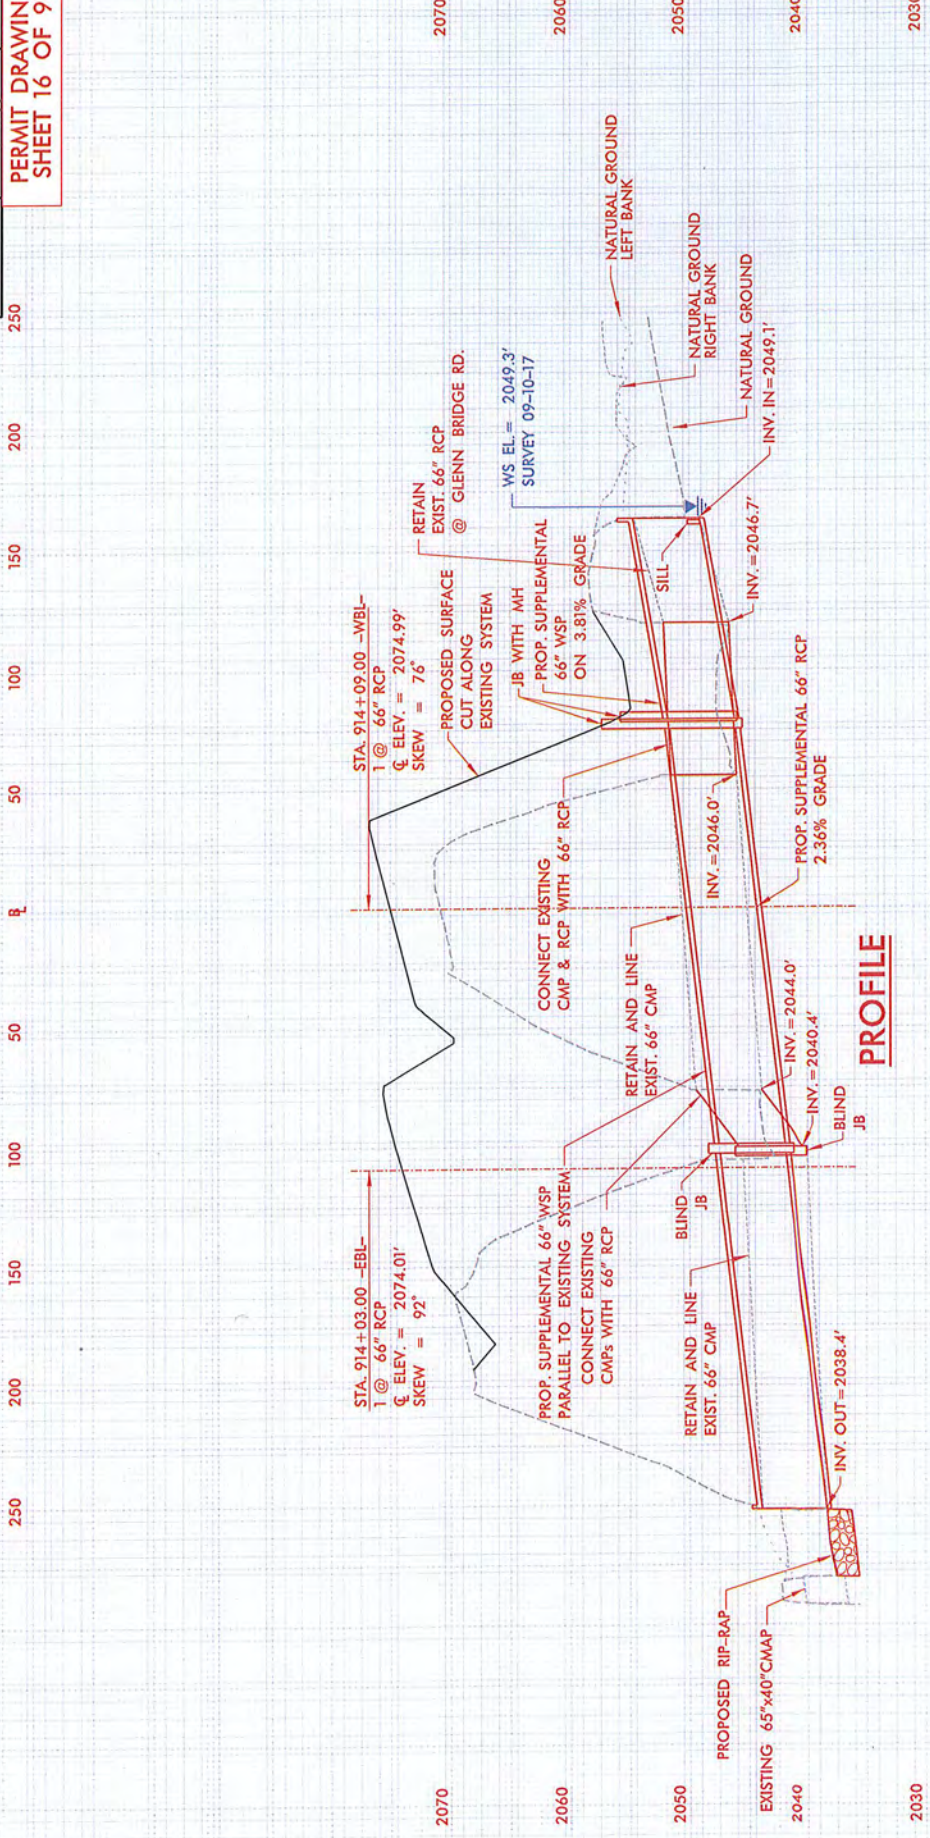 PERMIT DRAWIN
SHEET 16 OF 9
250
200
150
100
50
B
L
50
100
150
200
250
2070
2060
2050
2040
2030
2070
2060
2050
2040
2030
STA. 914+03.00 -EBL-
1 @ 66" RCP
℄ ELEV. = 2074.01'
SKEW = 92°
STA. 914+09.00 -WBL-
1 @ 66" RCP
℄ ELEV. = 2074.99'
SKEW = 76°
PROPOSED SURFACE
CUT ALONG
EXISTING SYSTEM
RETAIN
EXIST. 66" RCP
@ GLENN BRIDGE RD.
WS EL. = 2049.3'
SURVEY 09-10-17
JB WITH MH
PROP. SUPPLEMENTAL
66" WSP
ON 3.81% GRADE
NATURAL GROUND
LEFT BANK
NATURAL GROUND
RIGHT BANK
NATURAL GROUND
INV. IN=2049.1'
SILL
INV.=2046.7'
CONNECT EXISTING
CMP & RCP WITH 66" RCP
INV.=2046.0'
PROP. SUPPLEMENTAL 66" RCP
2.36% GRADE
RETAIN AND LINE
EXIST. 66" CMP
PROP. SUPPLEMENTAL 66" WSP
PARALLEL TO EXISTING SYSTEM
CONNECT EXISTING
CMPs WITH 66" RCP
BLIND
JB
INV.=2044.0'
INV.=2040.4'
BLIND
JB
RETAIN AND LINE
EXIST. 66" CMP
INV. OUT=2038.4'
PROPOSED RIP-RAP
EXISTING 65"x40"CMAP
PROFILE